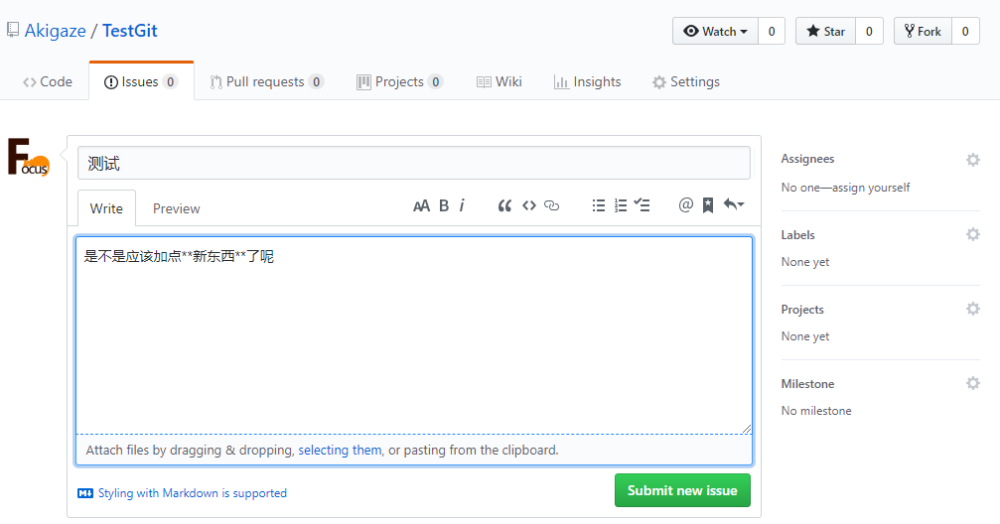 Akigaze / TestGit
Watch 0 Star 0 Fork 0
Code Issues 0 Pull requests 0 Projects 0 Wiki Insights Settings
Focus
测试
Write Preview
AA B i
@
是不是应该加点**新东西**了呢
Attach files by dragging & dropping, selecting them, or pasting from the clipboard.
Styling with Markdown is supported
Submit new issue
Assignees
No one—assign yourself
Labels
None yet
Projects
None yet
Milestone
No milestone